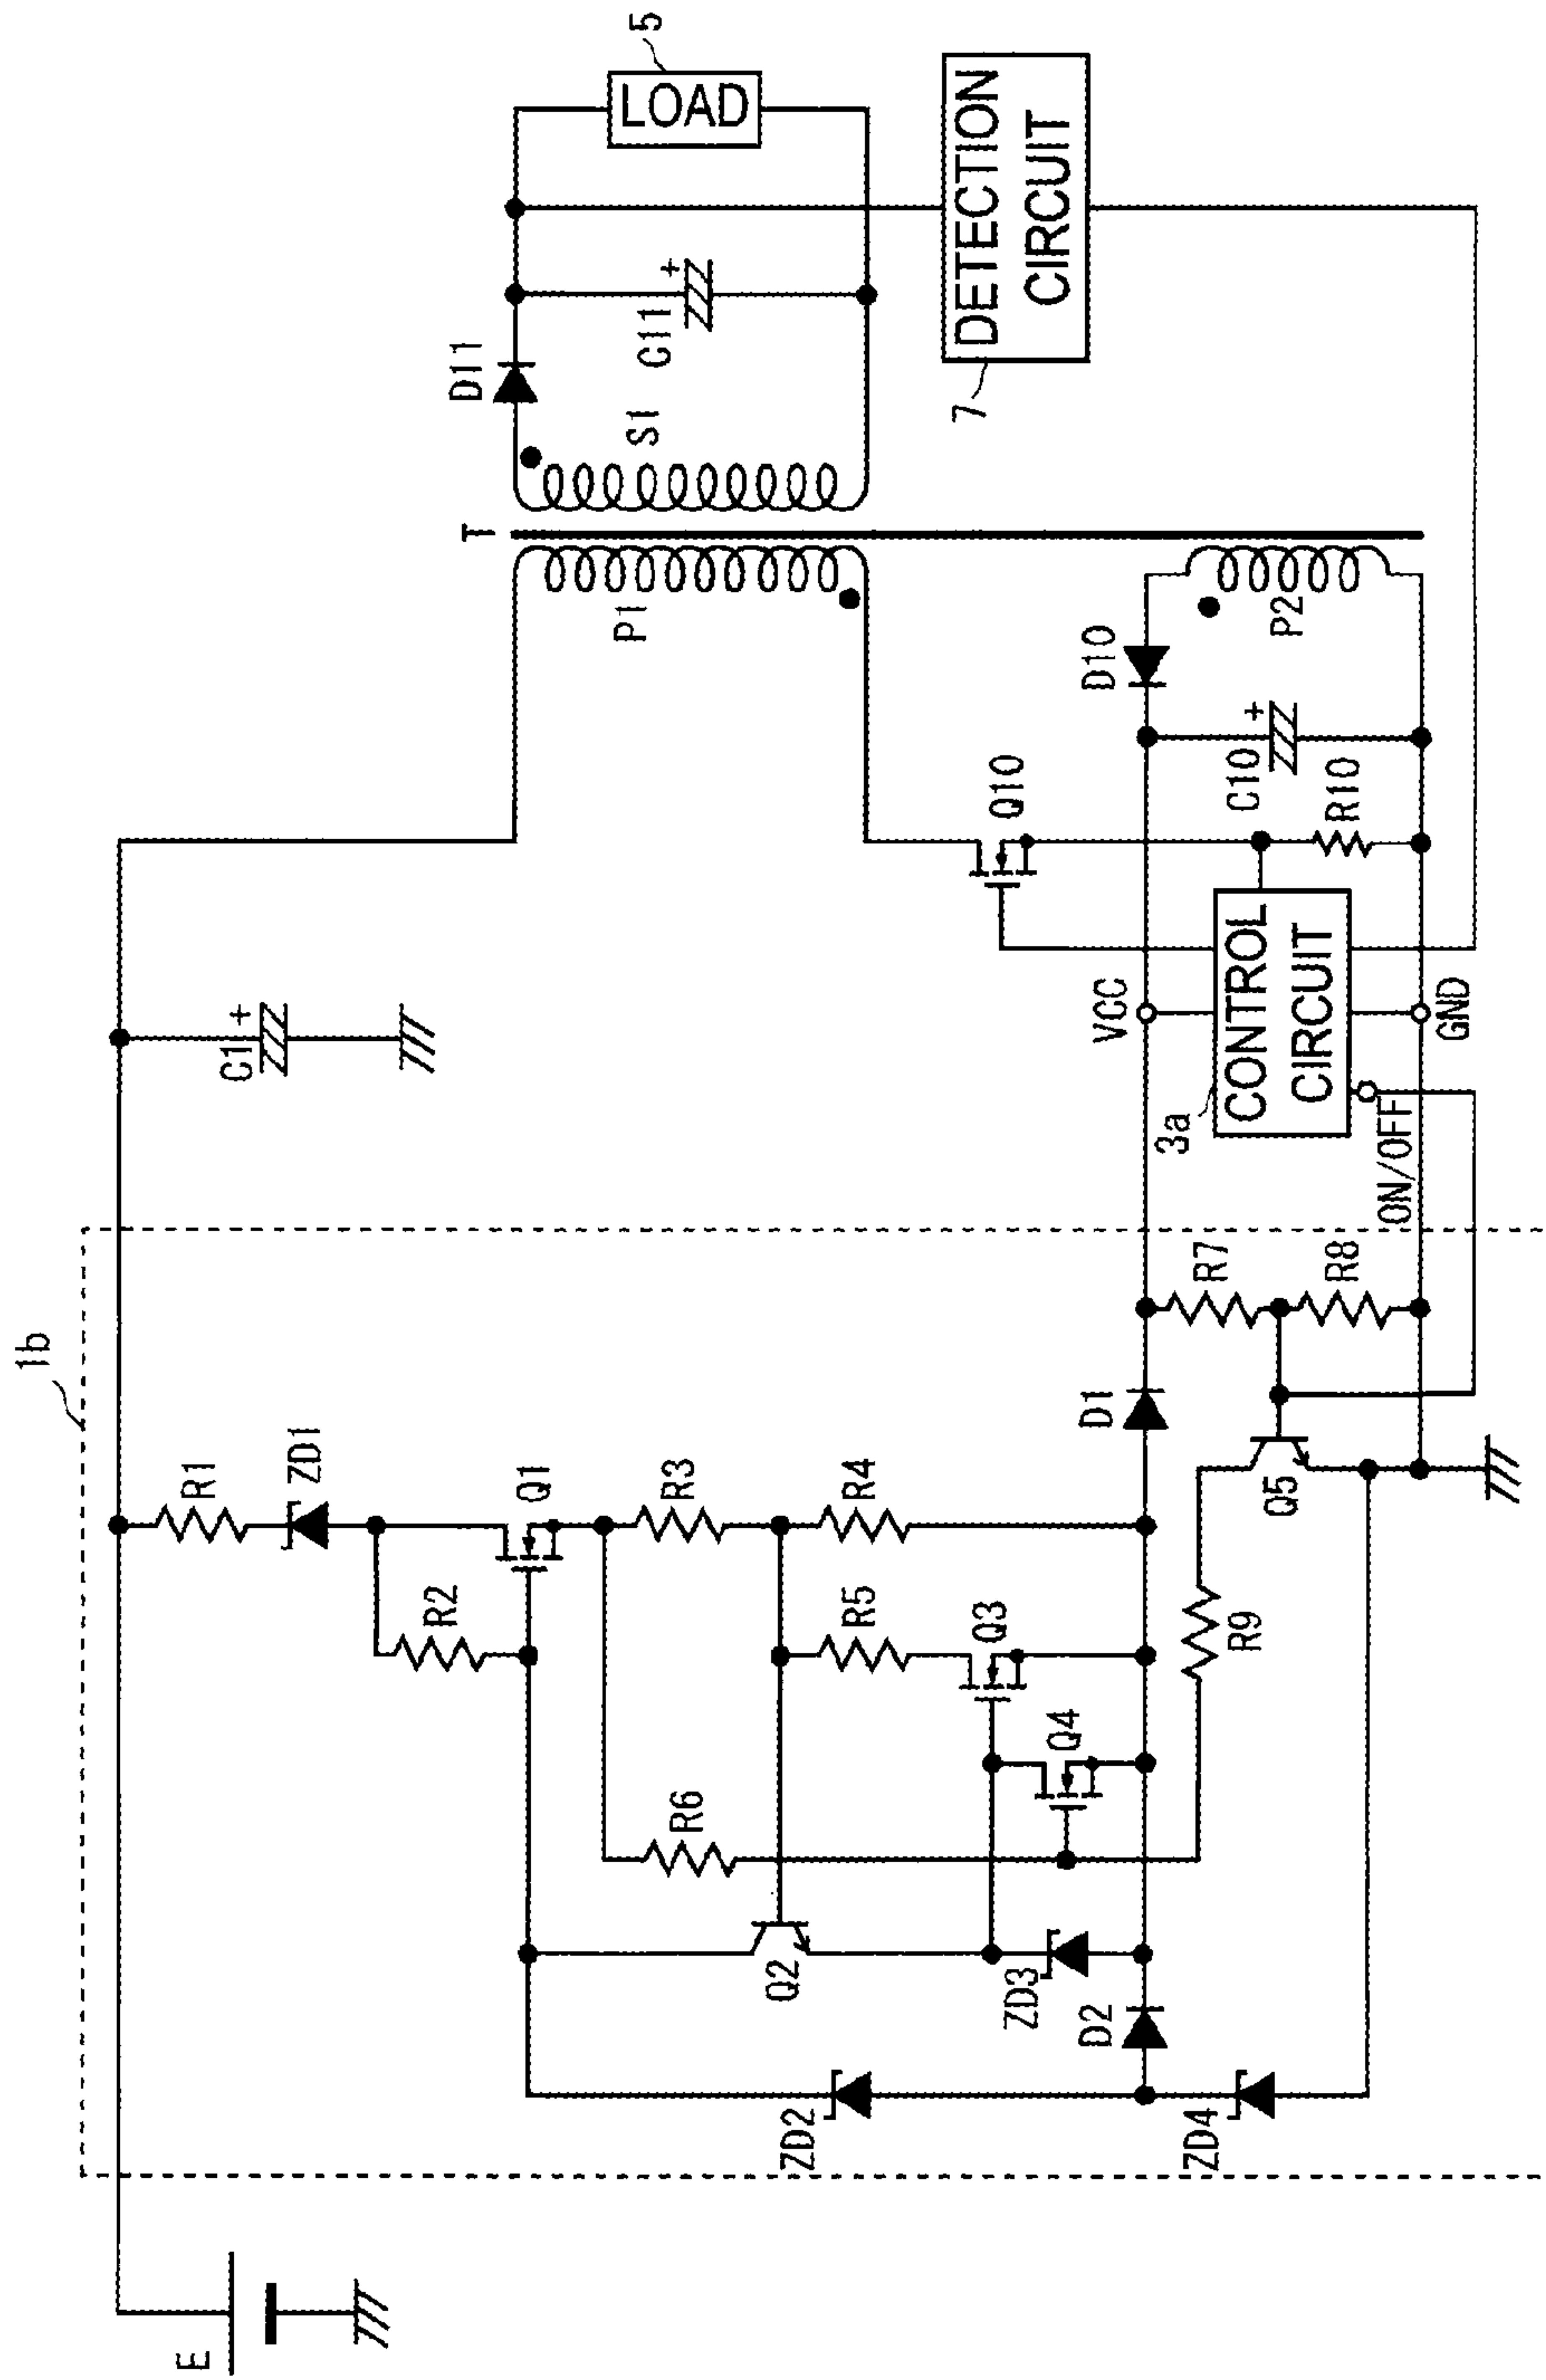 1b
E
C1 +
R1
ZD1
R2
Q1
R3
R4
R5
Q3
R6
Q4
Q2
ZD3
D2
ZD2
ZD4
D1
R7
R8
R9
Q5
VCC
3a
CONTROL
CIRCUIT
ON/OFF
GND
Q10
C10 +
R10
D10
P2
P1
T
S1
D11
C11 +
LOAD
5
DETECTION
CIRCUIT
7